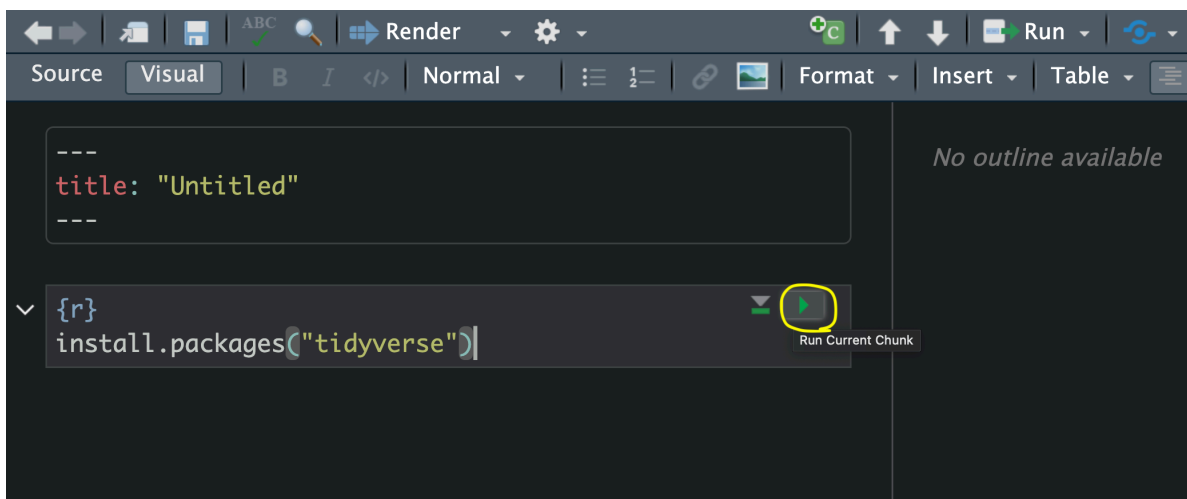 ABC Render C Run
Source Visual B I </> Normal Format Insert Table
---
title: "Untitled"
---
No outline available
{r}
install.packages("tidyverse")
Run Current Chunk